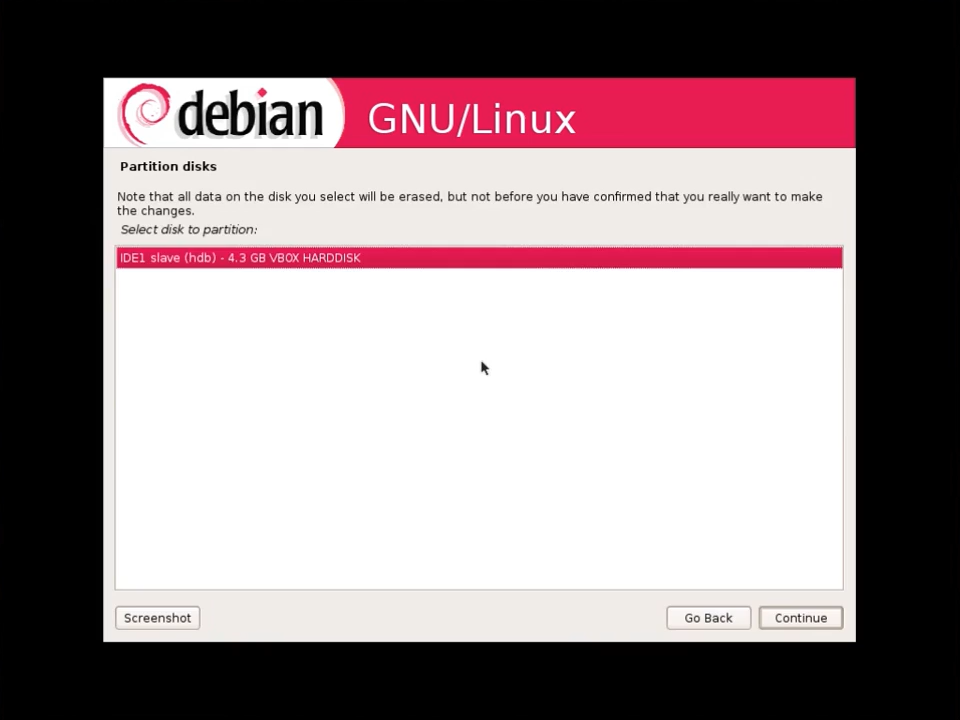 debian GNU/Linux
Partition disks
Note that all data on the disk you select will be erased, but not before you have confirmed that you really want to make
the changes.
Select disk to partition:
IDE1 slave (hdb) - 4.3 GB VBOX HARDDISK
Screenshot Go Back Continue